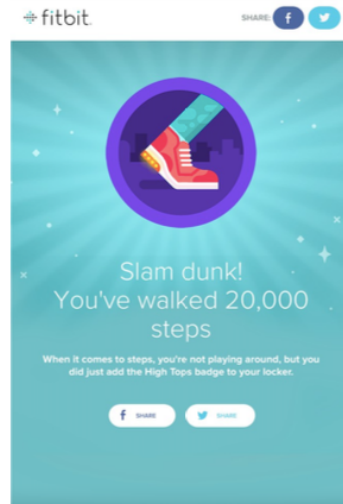 fitbit.
SHARE:
Slam dunk!
You've walked 20,000
steps
When it comes to steps, you're not playing around, but you
did just add the High Tops badge to your locker.
SHARE SHARE